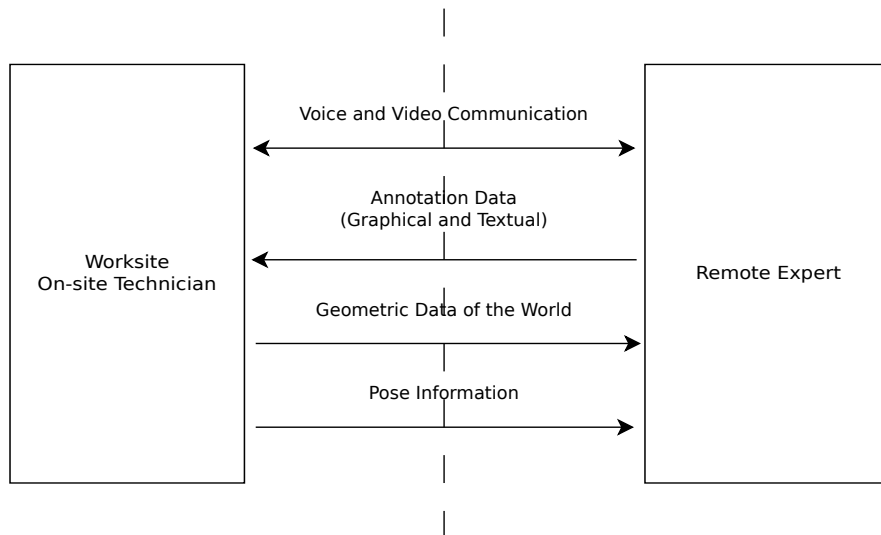 Voice and Video Communication
Annotation Data
(Graphical and Textual)
Worksite
On-site Technician
Remote Expert
Geometric Data of the World
Pose Information